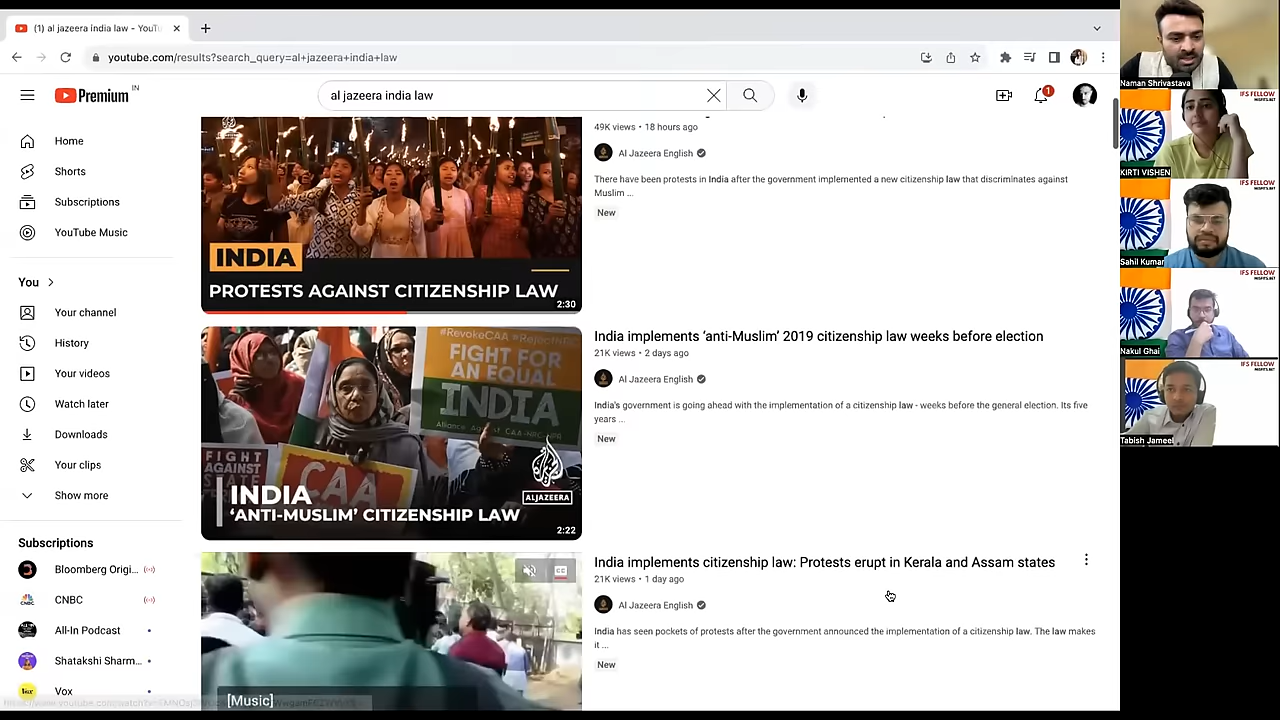 (1) al jazeera india law - YouTu
youtube.com/results?search_query=al+jazeera+india+law
Premium
IN
al jazeera india law
1
Home
Shorts
Subscriptions
YouTube Music
You
Your channel
History
Your videos
Watch later
Downloads
Your clips
Show more
Subscriptions
Bloomberg Origi...
CNBC
All-In Podcast
Shatakshi Sharm...
Vox
INDIA
PROTESTS AGAINST CITIZENSHIP LAW
2:30
49K views • 18 hours ago
Al Jazeera English
There have been protests in India after the government implemented a new citizenship law that discriminates against
Muslim ...
New
#RevokeCAA
FIGHT FOR
AN EQUAL
INDIA
FIGHT
AGAINST
CAA
INDIA
'ANTI-MUSLIM' CITIZENSHIP LAW
ALJAZEERA
2:22
India implements 'anti-Muslim' 2019 citizenship law weeks before election
21K views • 2 days ago
Al Jazeera English
India's government is going ahead with the implementation of a citizenship law - weeks before the general election. Its five
years ...
New
[Music]
India implements citizenship law: Protests erupt in Kerala and Assam states
21K views • 1 day ago
Al Jazeera English
India has seen pockets of protests after the government announced the implementation of a citizenship law. The law makes
it ...
New
Naman Shrivastava
IFS FELLOW
MISFITS.NET
KIRTI VISHEN
IFS FELLOW
Sahil Kumar
IFS FELLOW
Nakul Ghai
IFS FELLOW
Tabish Jameel